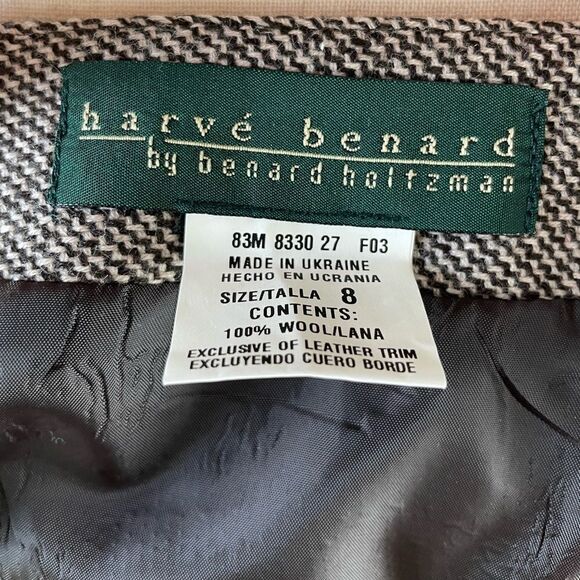 harvé benard
by benard holtzman
83M 8330 27 F03
MADE IN UKRAINE
HECHO EN UCRANIA
SIZE/TALLA 8
CONTENTS:
100% WOOL/LANA
EXCLUSIVE OF LEATHER TRIM
EXCLUYENDO CUERO BORDE